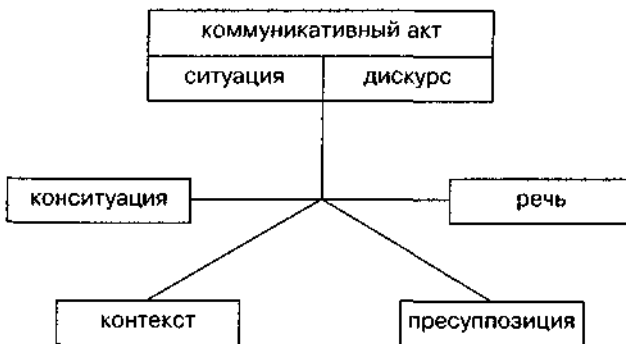 коммуникативный акт
ситуация дискурс
конситуация речь
контекст пресуппозиция